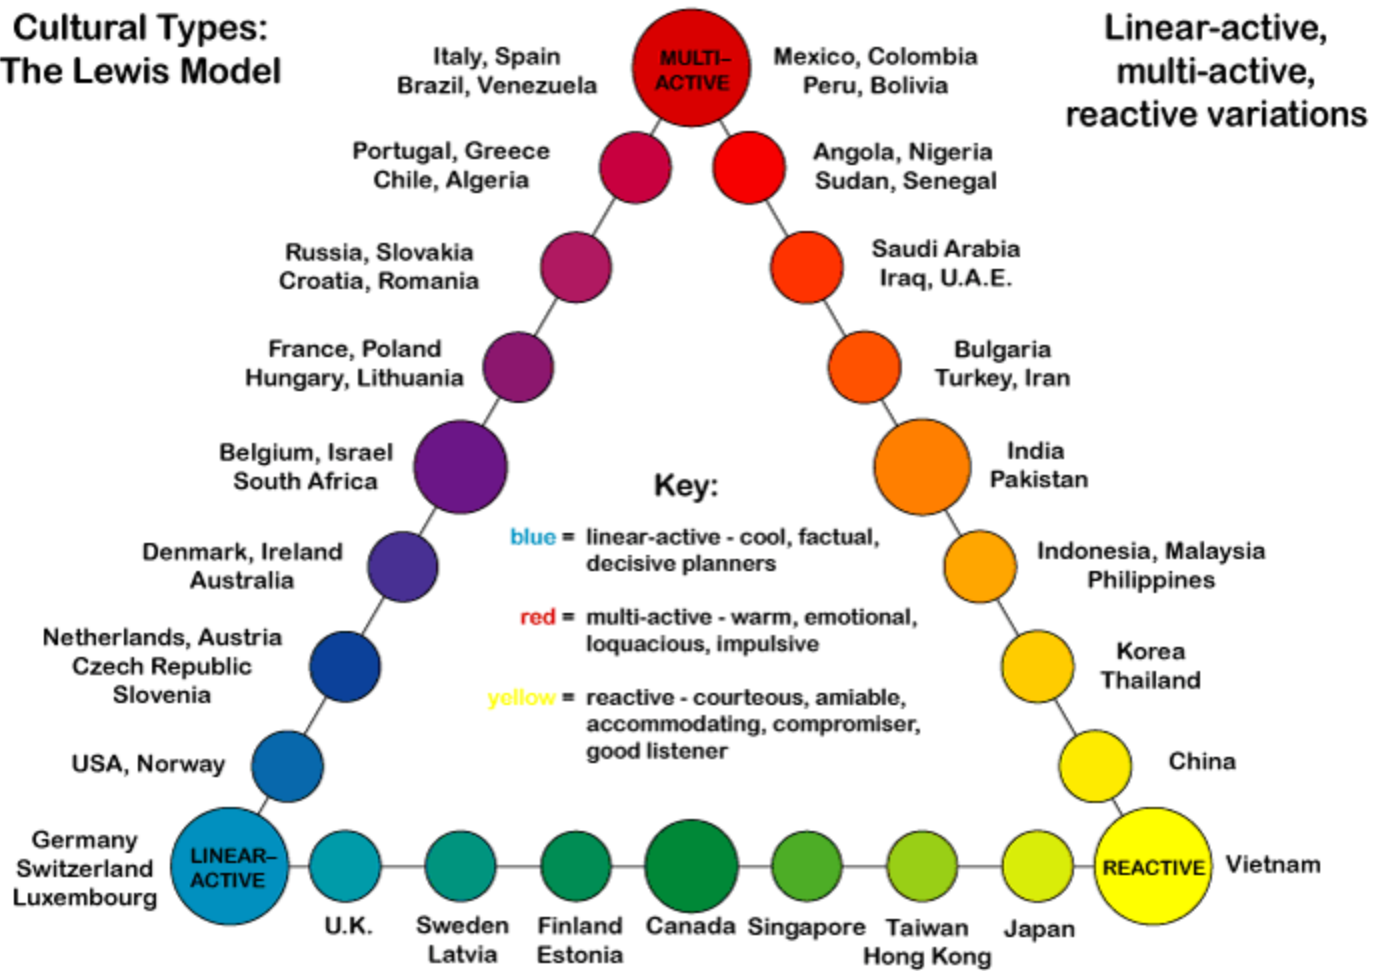 Cultural Types:
The Lewis Model
Linear-active,
multi-active,
reactive variations
MULTI–
ACTIVE
Italy, Spain
Brazil, Venezuela
Mexico, Colombia
Peru, Bolivia
Portugal, Greece
Chile, Algeria
Angola, Nigeria
Sudan, Senegal
Russia, Slovakia
Croatia, Romania
Saudi Arabia
Iraq, U.A.E.
France, Poland
Hungary, Lithuania
Bulgaria
Turkey, Iran
Belgium, Israel
South Africa
India
Pakistan
Key:
blue = linear-active - cool, factual,
decisive planners
red = multi-active - warm, emotional,
loquacious, impulsive
yellow = reactive - courteous, amiable,
accommodating, compromiser,
good listener
Denmark, Ireland
Australia
Indonesia, Malaysia
Philippines
Netherlands, Austria
Czech Republic
Slovenia
Korea
Thailand
USA, Norway
China
Germany
Switzerland
Luxembourg
LINEAR–
ACTIVE
REACTIVE
Vietnam
U.K.
Sweden
Latvia
Finland
Estonia
Canada
Singapore
Taiwan
Hong Kong
Japan